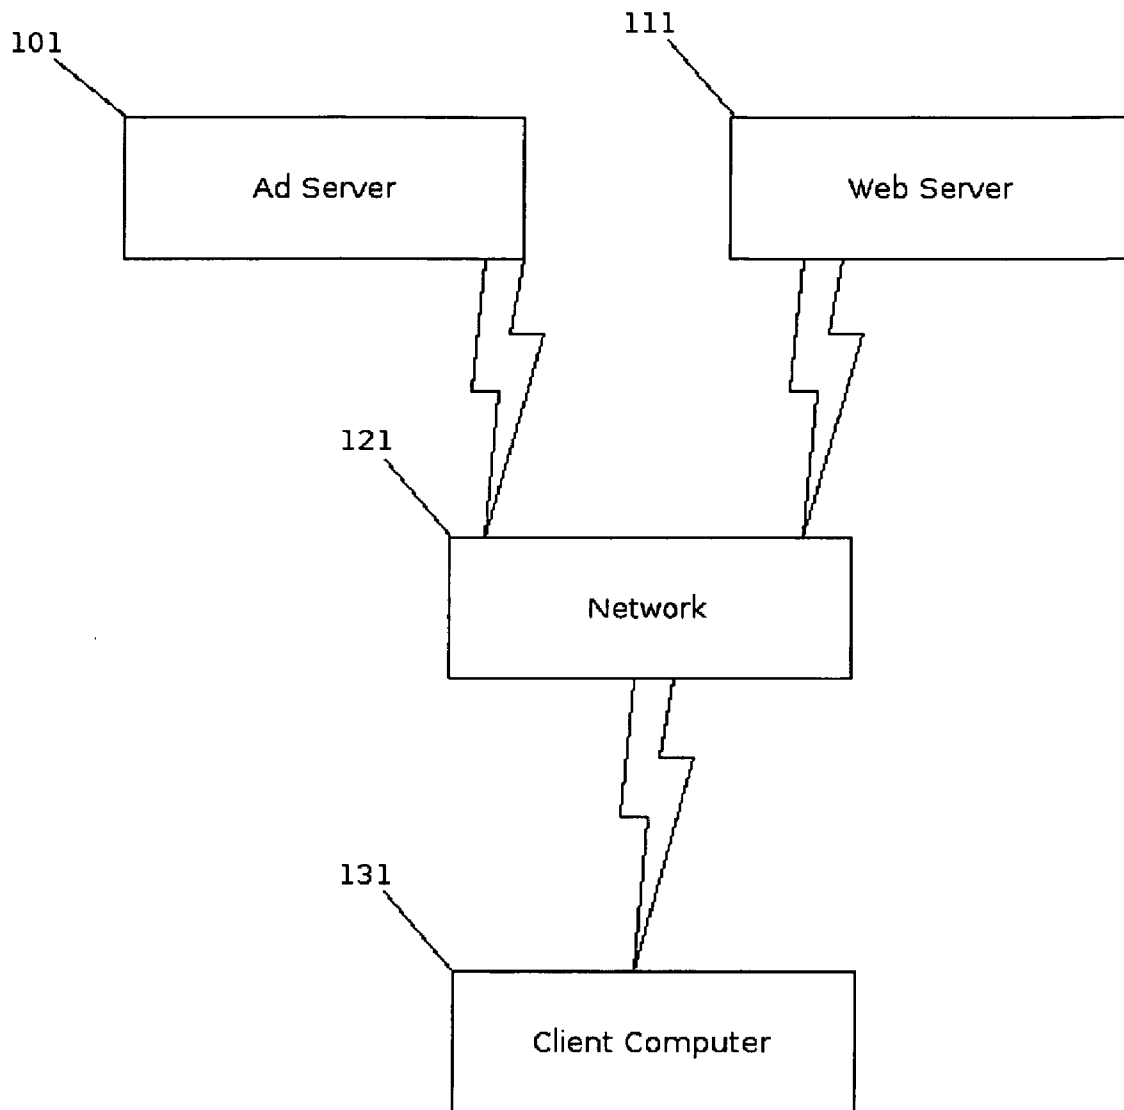 101
111
Ad Server
Web Server
121
Network
131
Client Computer